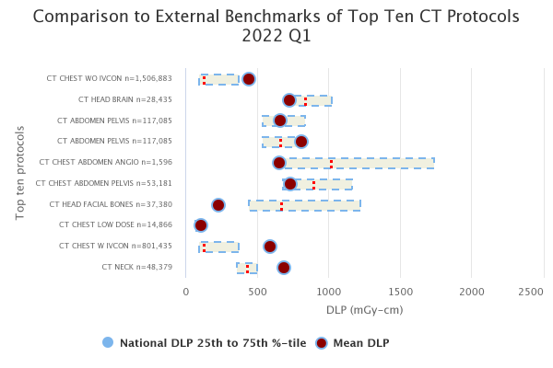 Comparison to External Benchmarks of Top Ten CT Protocols
2022 Q1
Top ten protocols
CT CHEST WO IVCON n=1,506,883
CT HEAD BRAIN n=28,435
CT ABDOMEN PELVIS n=117,085
CT ABDOMEN PELVIS n=117,085
CT CHEST ABDOMEN ANGIO n=1,596
CT CHEST ABDOMEN PELVIS n=53,181
CT HEAD FACIAL BONES n=37,380
CT CHEST LOW DOSE n=14,866
CT CHEST W IVCON n=801,435
CT NECK n=48,379
0 500 1000 1500 2000 2500
DLP (mGy-cm)
National DLP 25th to 75th %-tile Mean DLP